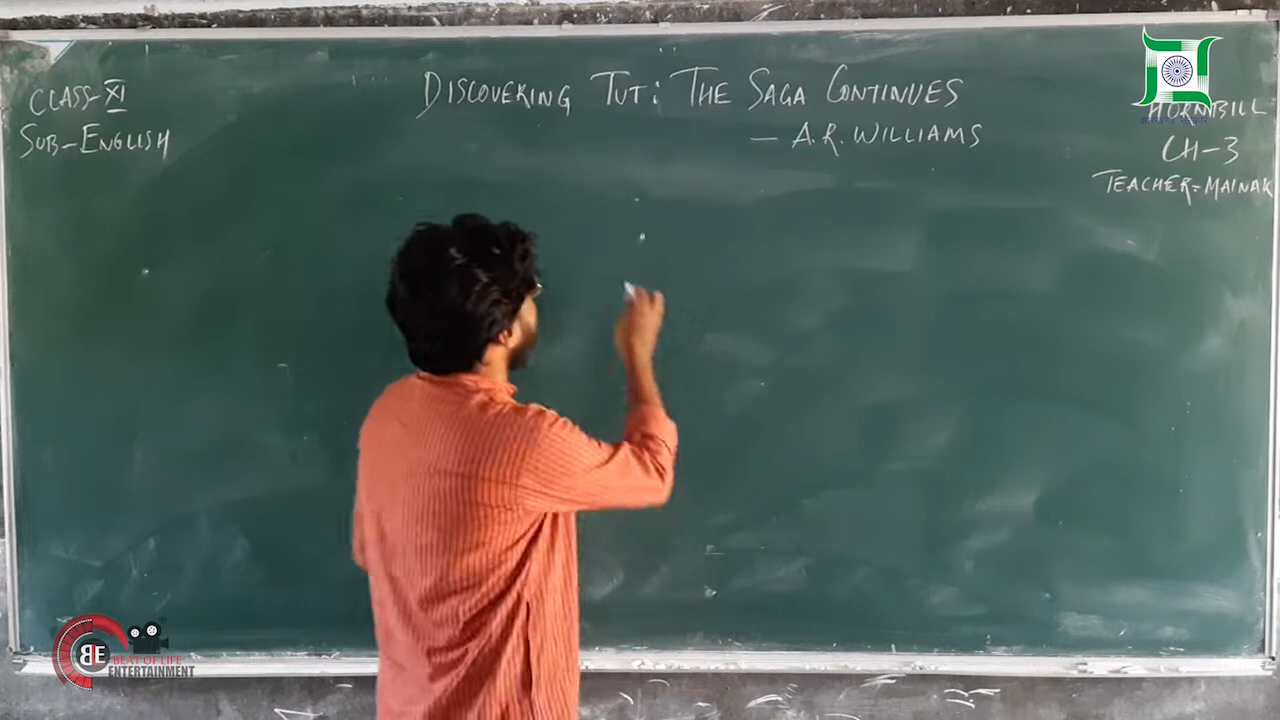 CLASS-XI
SUB-ENGLISH
DISCOVERING TUT: THE SAGA CONTINUES
— A.R. WILLIAMS
HORNBILL
CH-3
TEACHER-MAINAK
BLE
BEAT OF LIFE
ENTERTAINMENT